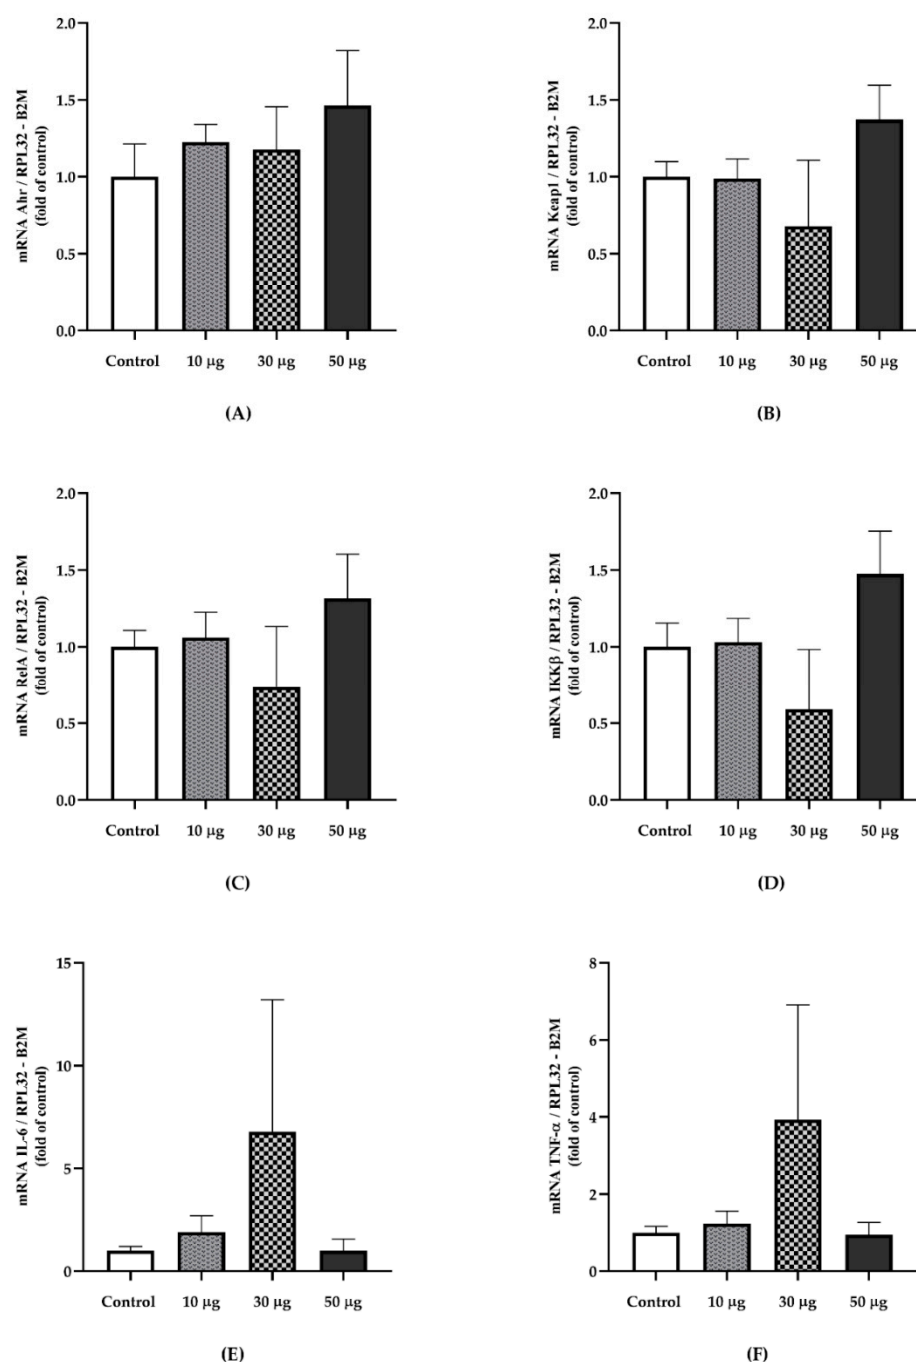 mRNA Ahr / RPL32 - B2M
(fold of control)
2.0
1.5
1.0
0.5
0.0
Control 10 µg 30 µg 50 µg
(A)
mRNA Keap1 / RPL32 - B2M
(fold of control)
2.0
1.5
1.0
0.5
0.0
Control 10 µg 30 µg 50 µg
(B)
mRNA RelA / RPL32 - B2M
(fold of control)
2.0
1.5
1.0
0.5
0.0
Control 10 µg 30 µg 50 µg
(C)
mRNA IKKβ / RPL32 - B2M
(fold of control)
2.0
1.5
1.0
0.5
0.0
Control 10 µg 30 µg 50 µg
(D)
mRNA IL-6 / RPL32 - B2M
(fold of control)
15
10
5
0
Control 10 µg 30 µg 50 µg
(E)
mRNA TNF-α / RPL32 - B2M
(fold of control)
8
6
4
2
0
Control 10 µg 30 µg 50 µg
(F)